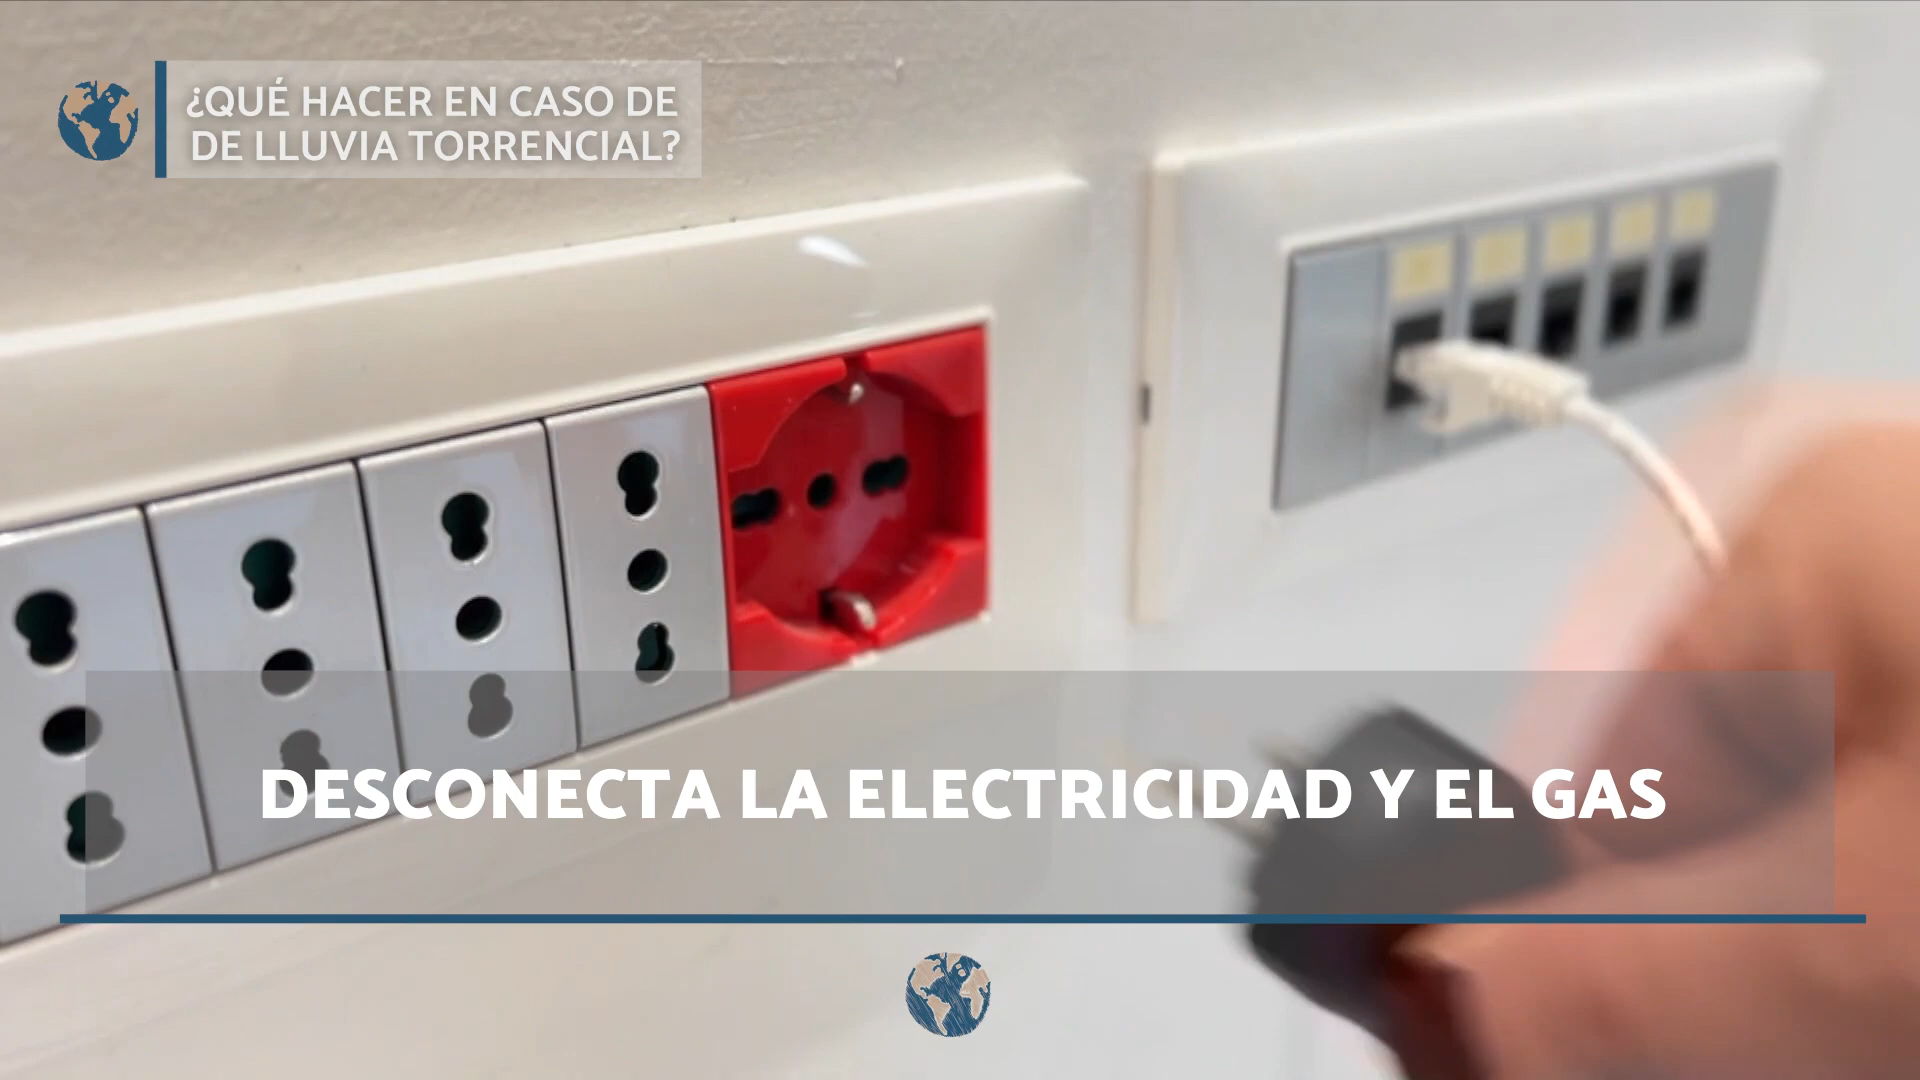 ¿QUÉ HACER EN CASO DE
DE LLUVIA TORRENCIAL?
DESCONECTA LA ELECTRICIDAD Y EL GAS